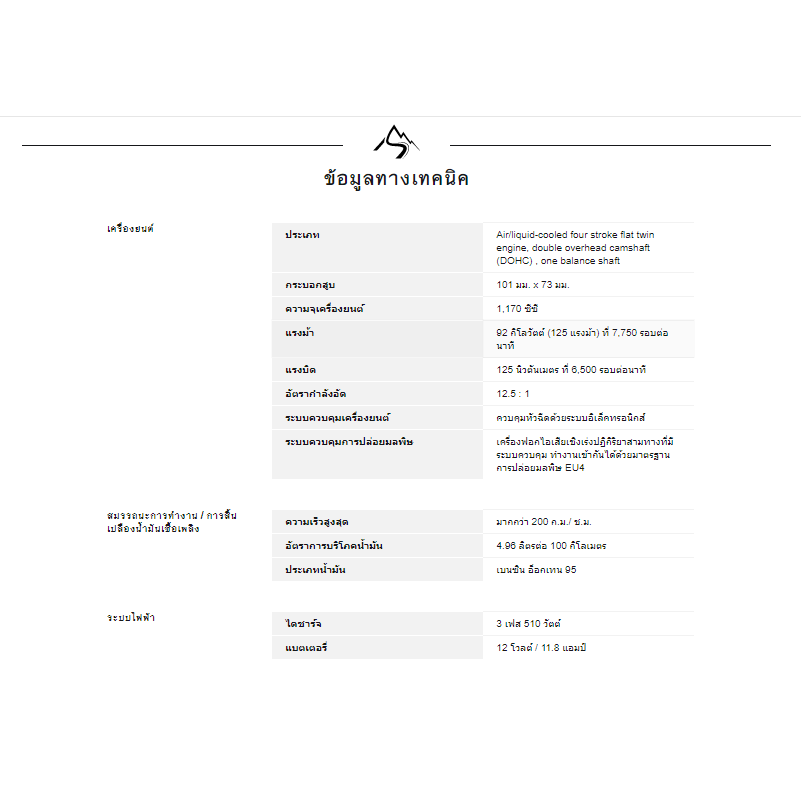 ข้อมูลทางเทคนิค
เครื่องยนต์
ประเภท
Air/liquid-cooled four stroke flat twin
engine, double overhead camshaft
(DOHC) , one balance shaft
กระบอกสูบ
101 มม. x 73 มม.
ความจุเครื่องยนต์
1,170 ซีซี
แรงม้า
92 กิโลวัตต์ (125 แรงม้า) ที่ 7,750 รอบต่อ
นาที
แรงบิด
125 นิวตันเมตร ที่ 6,500 รอบต่อนาที
อัตรากำลังอัด
12.5 : 1
ระบบควบคุมเครื่องยนต์
ควบคุมหัวฉีดด้วยระบบอิเล็คทรอนิกส์
ระบบควบคุมการปล่อยมลพิษ
เครื่องฟอกไอเสียเชิงเร่งปฏิกิริยาสามทางที่มี
ระบบควบคุม ทำงานเข้ากันได้ด้วยมาตรฐาน
การปล่อยมลพิษ EU4
สมรรถนะการทำงาน / การสิ้น
เปลืองน้ำมันเชื้อเพลิง
ความเร็วสูงสุด
มากกว่า 200 ก.ม./ ช.ม.
อัตราการบริโภคน้ำมัน
4.96 ลิตรต่อ 100 กิโลเมตร
ประเภทน้ำมัน
เบนซิน อ็อกเทน 95
ระบบไฟฟ้า
ไดชาร์จ
3 เฟส 510 วัตต์
แบตเตอรี่
12 โวลต์ / 11.8 แอมป์